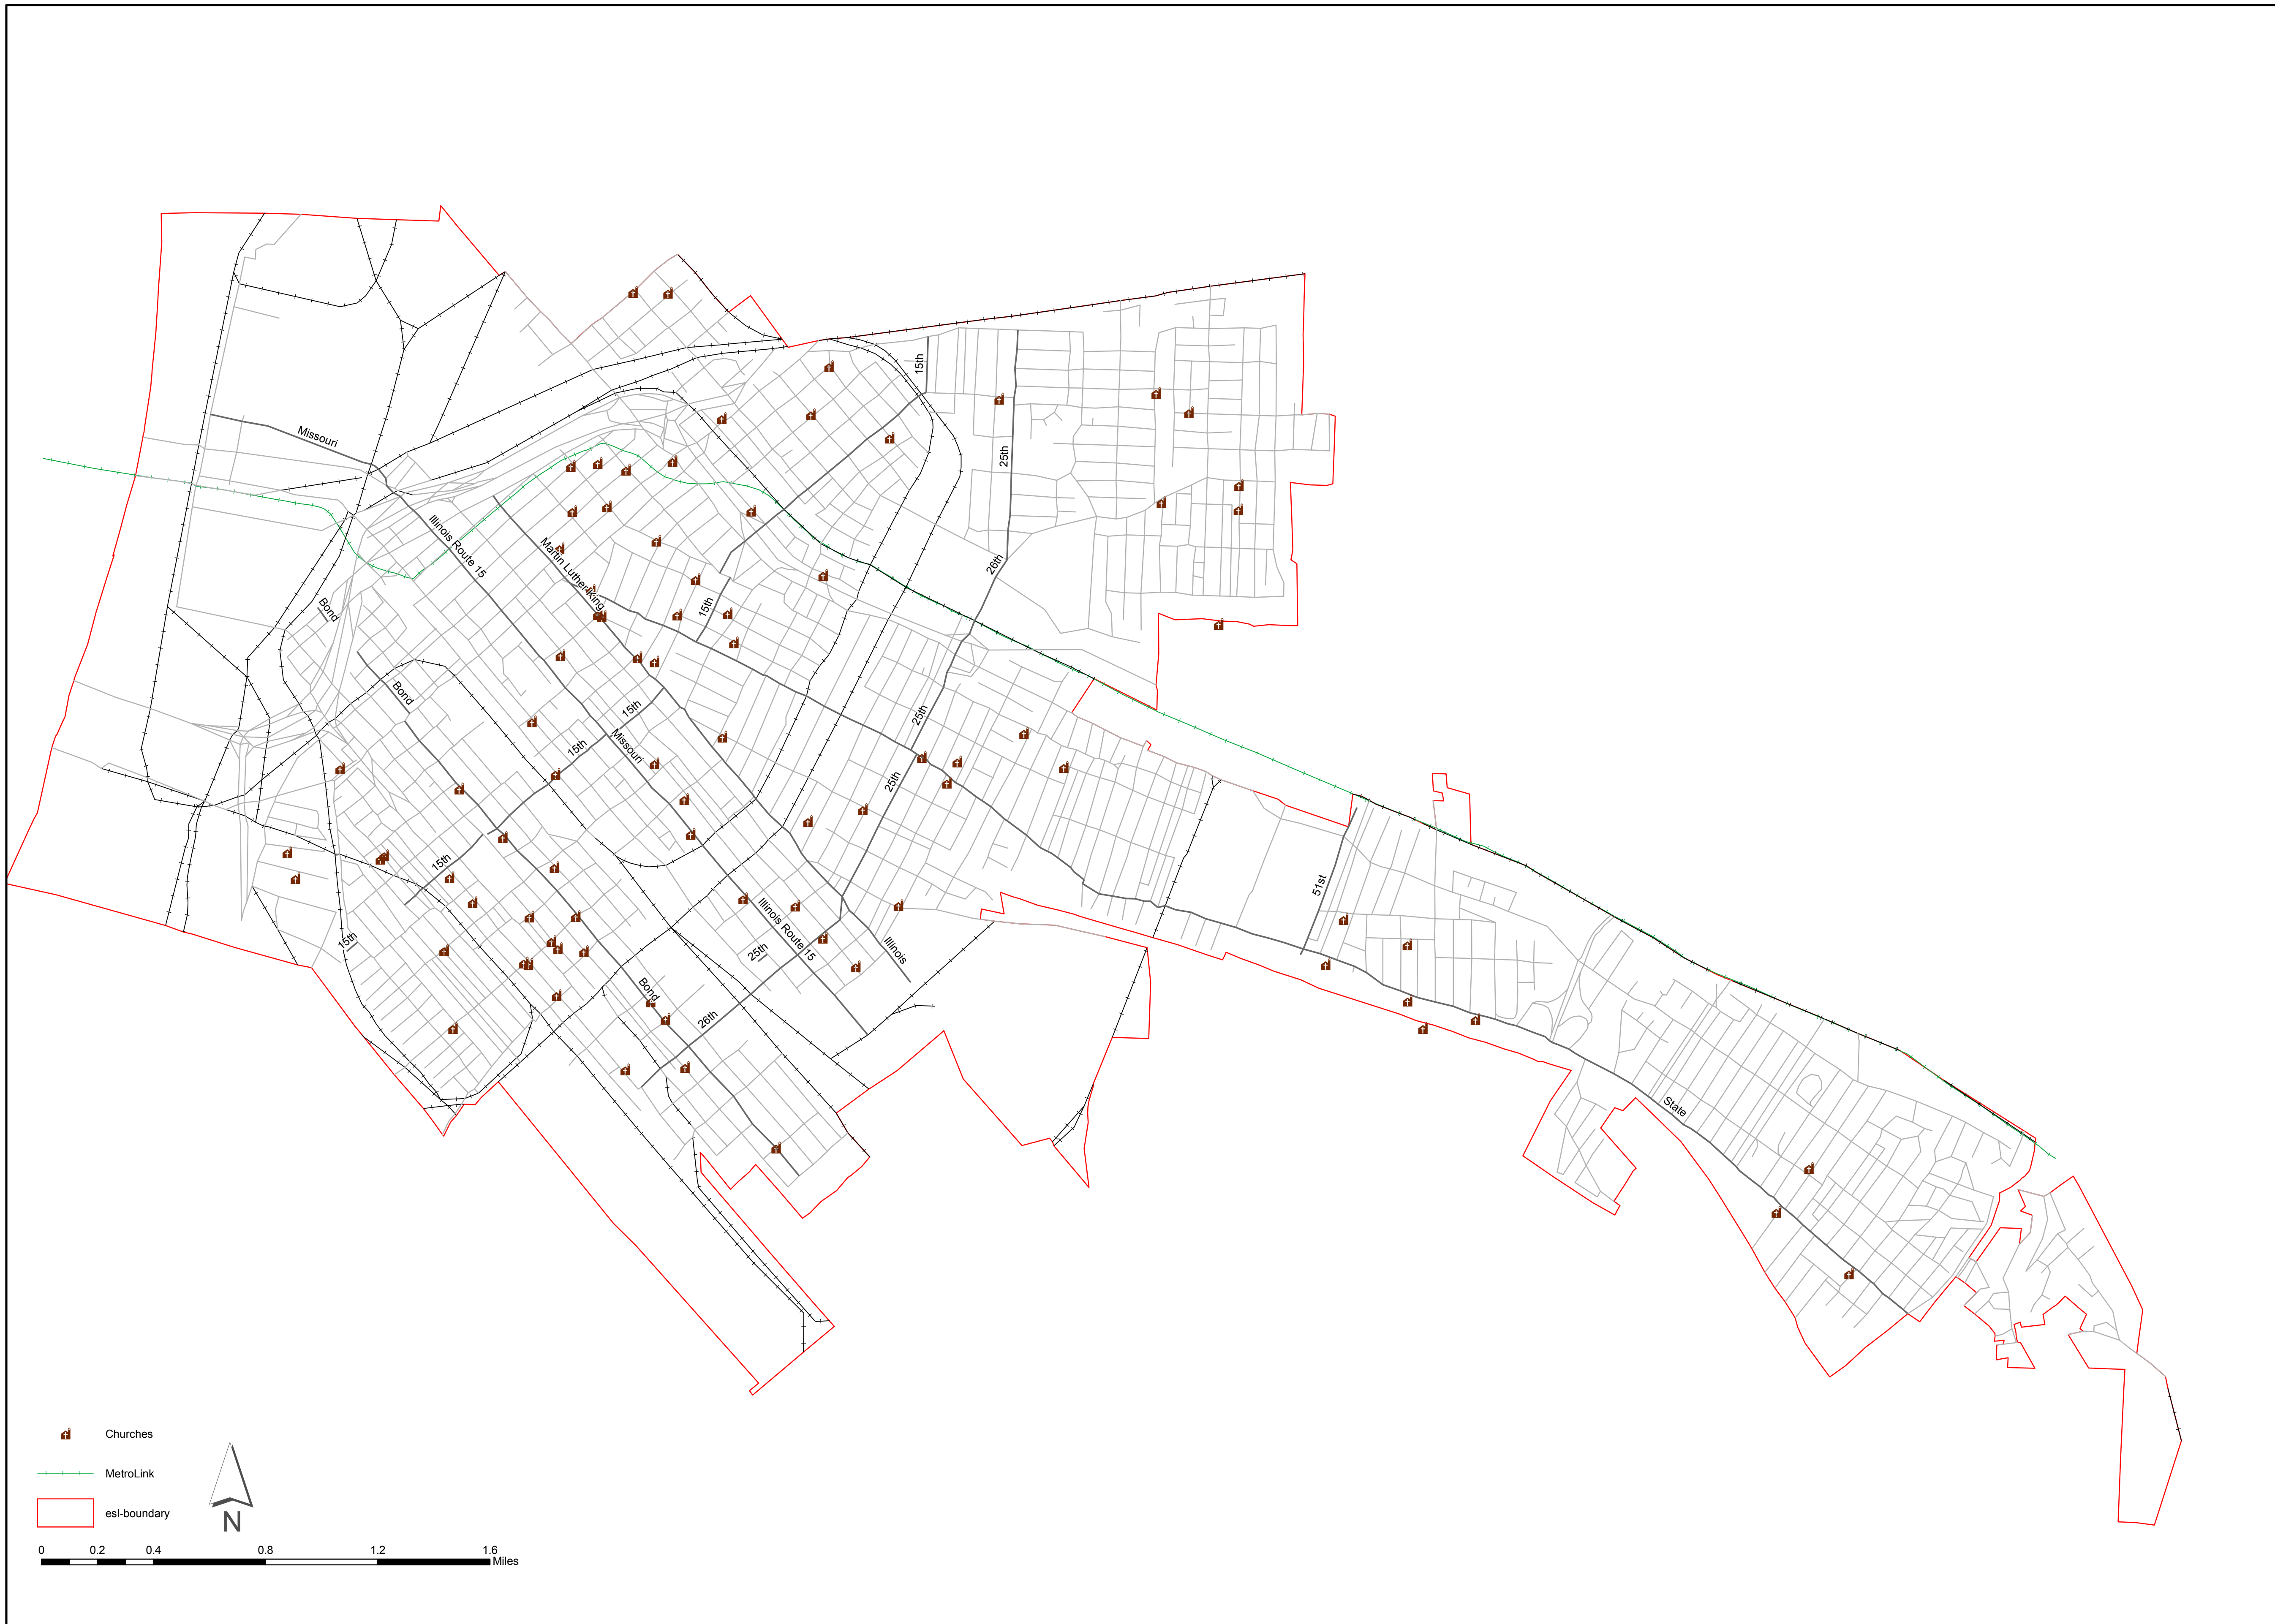 15th
Missouri
25th
Illinois Route 15
Martin Luther King
26th
Bond
15th
Bond
15th
25th
15th
Missouri
25th
15th
51st
Illinois Route 15
15th
25th
Illinois
Bond
26th
State
Churches
MetroLink
esl-boundary
N
0 0.2 0.4 0.8 1.2 1.6
Miles